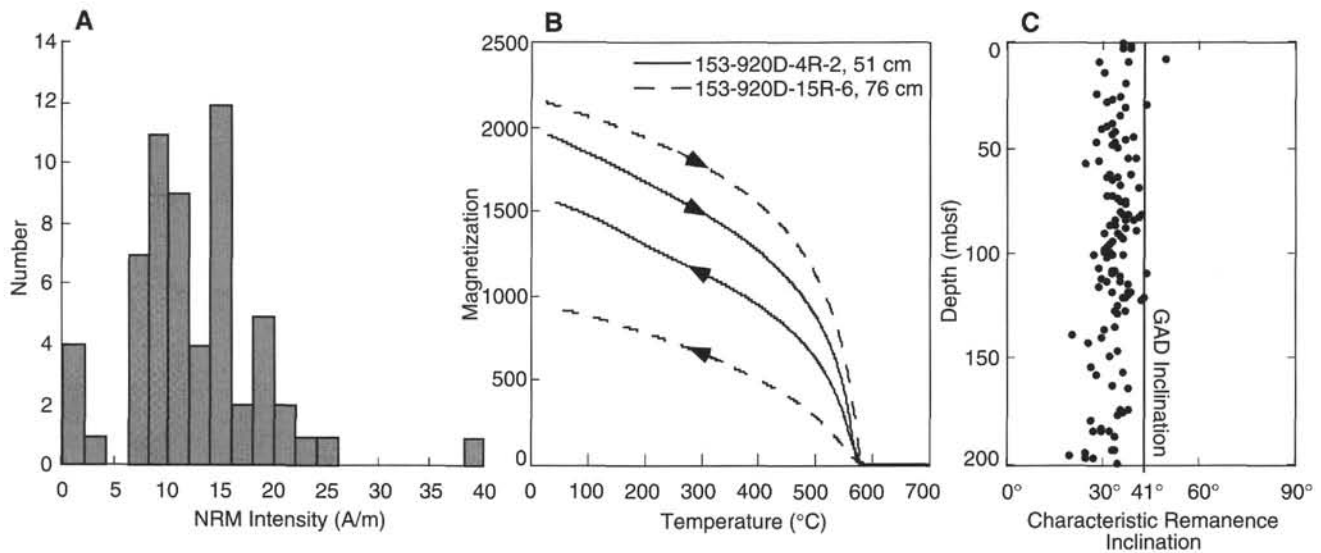 A
14
12
10
8
6
4
2
0
Number
0 5 10 15 20 25 30 35 40
NRM Intensity (A/m)
B
2500
2000
1500
1000
500
0
Magnetization
153-920D-4R-2, 51 cm
153-920D-15R-6, 76 cm
0 100 200 300 400 500 600 700
Temperature (°C)
C
0
50
100
150
200
Depth (mbsf)
GAD Inclination
0° 30° 41° 60° 90°
Characteristic Remanence
Inclination